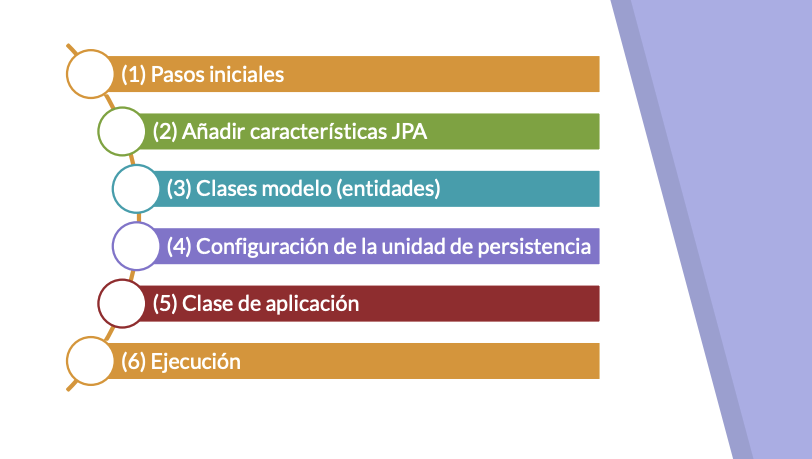 (1) Pasos iniciales
(2) Añadir características JPA
(3) Clases modelo (entidades)
(4) Configuración de la unidad de persistencia
(5) Clase de aplicación
(6) Ejecución